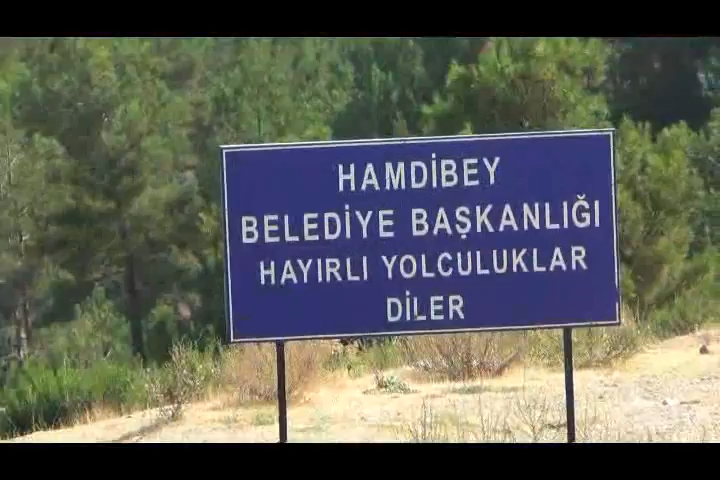 HAMDİBEY
BELEDİYE BAŞKANLIĞI
HAYIRLI YOLCULUKLAR
DİLER